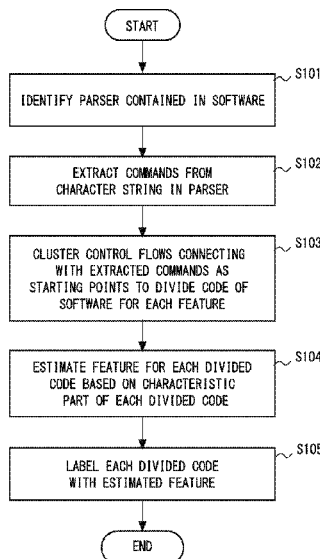 START
S101
IDENTIFY PARSER CONTAINED IN SOFTWARE
S102
EXTRACT COMMANDS FROM
CHARACTER STRING IN PARSER
S103
CLUSTER CONTROL FLOWS CONNECTING
WITH EXTRACTED COMMANDS AS
STARTING POINTS TO DIVIDE CODE OF
SOFTWARE FOR EACH FEATURE
S104
ESTIMATE FEATURE FOR EACH DIVIDED
CODE BASED ON CHARACTERISTIC
PART OF EACH DIVIDED CODE
S105
LABEL EACH DIVIDED CODE
WITH ESTIMATED FEATURE
END